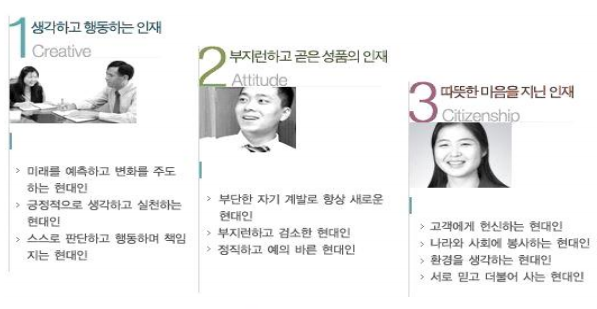 1 생각하고 행동하는 인재
Creative
› 미래를 예측하고 변화를 주도
하는 현대인
› 긍정적으로 생각하고 실천하는
현대인
› 스스로 판단하고 행동하며 책임
지는 현대인
2 부지런하고 곧은 성품의 인재
Attitude
› 부단한 자기 계발로 항상 새로운
현대인
› 부지런하고 검소한 현대인
› 정직하고 예의 바른 현대인
3 따뜻한 마음을 지닌 인재
Citizenship
› 고객에게 헌신하는 현대인
› 나라와 사회에 봉사하는 현대인
› 환경을 생각하는 현대인
› 서로 믿고 더불어 사는 현대인